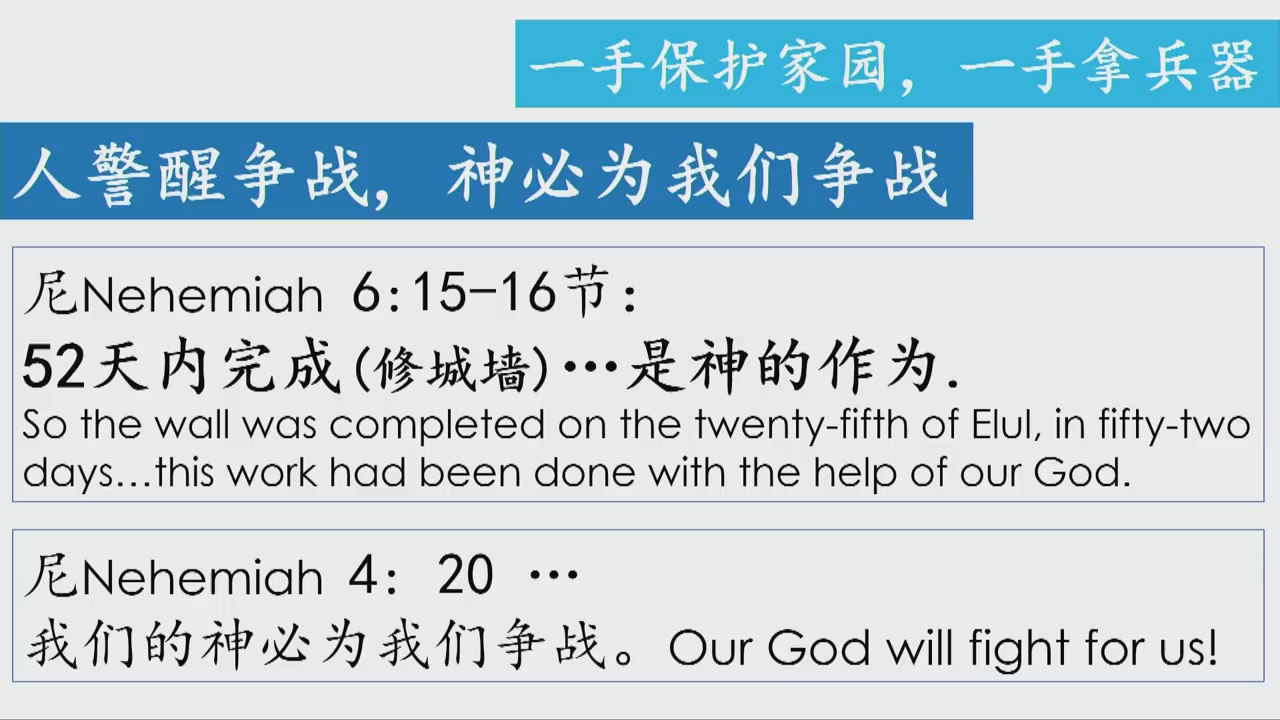 一手保护家园，一手拿兵器
人警醒争战，神必为我们争战
尼Nehemiah 6:15-16节：
52天内完成(修城墙)…是神的作为.
So the wall was completed on the twenty-fifth of Elul, in fifty-two
days…this work had been done with the help of our God.
尼Nehemiah 4：20 …
我们的神必为我们争战。Our God will fight for us!